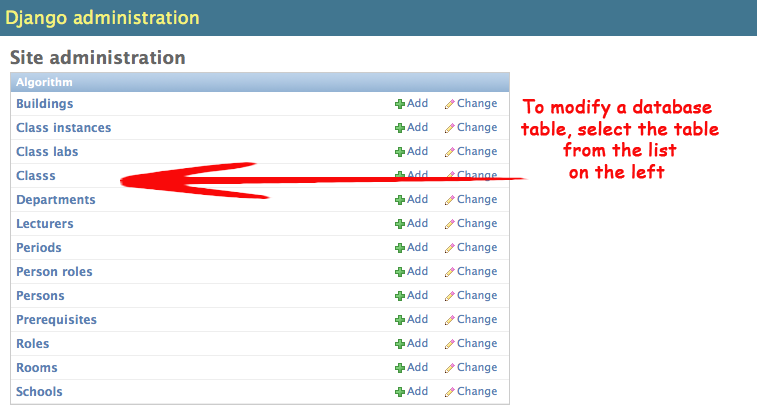 Django administration
Site administration
Algorithm
Buildings Add Change
Class instances Add Change
Class labs Add Change
Classs Add Change
Departments Add Change
Lecturers Add Change
Periods Add Change
Person roles Add Change
Persons Add Change
Prerequisites Add Change
Roles Add Change
Rooms Add Change
Schools Add Change
To modify a database
table, select the table
from the list
on the left